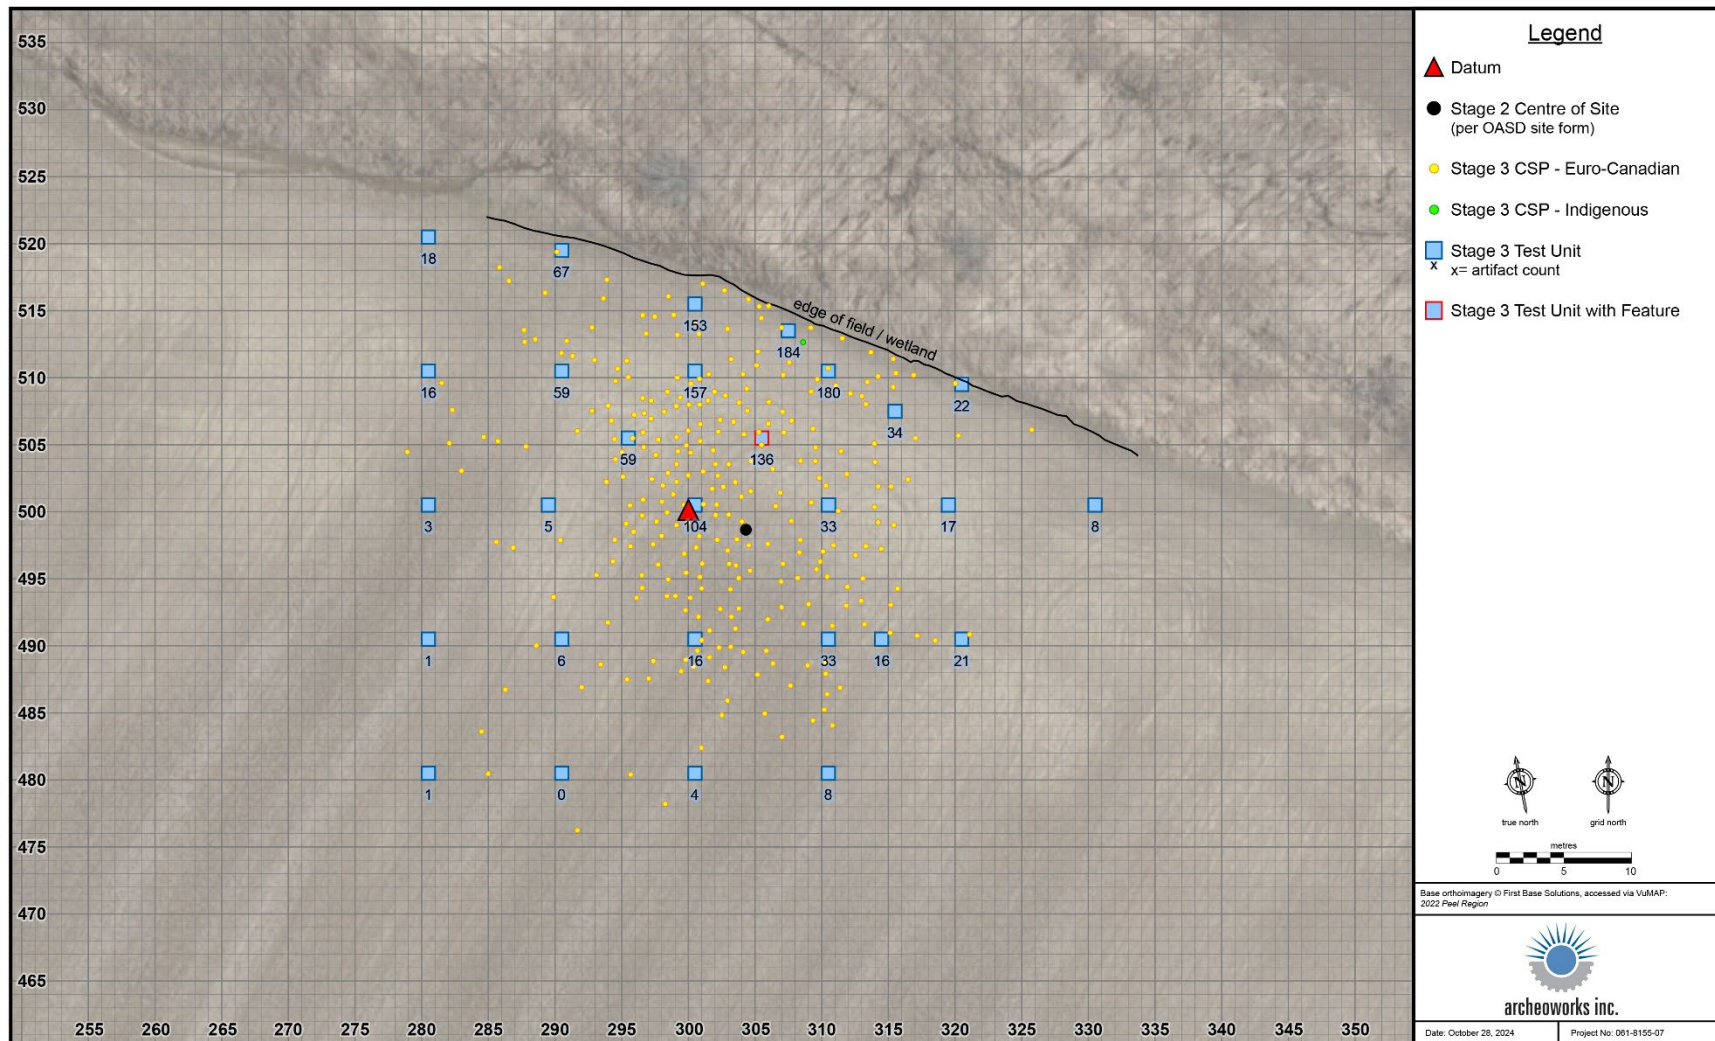 535
530
525
520
515
510
505
500
495
490
485
480
475
470
465
255 260 265 270 275 280 285 290 295 300 305 310 315 320 325 330 335 340 345 350
edge of field / wetland
18
67
153
184
16
59
157
180
22
34
59
136
3
5
104
33
17
8
1
6
16
33
16
21
1
0
4
8
Legend
Datum
Stage 2 Centre of Site
(per OASD site form)
Stage 3 CSP - Euro-Canadian
Stage 3 CSP - Indigenous
Stage 3 Test Unit
x
x= artifact count
Stage 3 Test Unit with Feature
N
N
true north
grid north
metres
0 5 10
Base orthoimagery © First Base Solutions, accessed via VuMAP:
2022 Peel Region
archeoworks inc.
Date: October 28, 2024
Project No: 061-8155-07